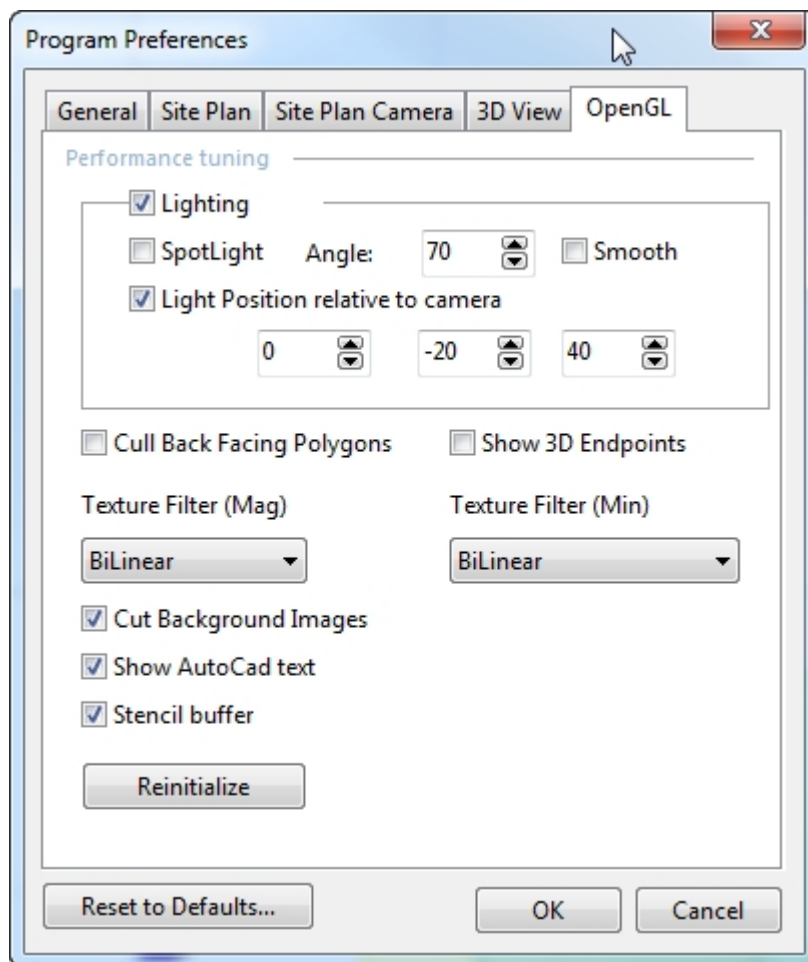 Program Preferences
General Site Plan Site Plan Camera 3D View OpenGL
Performance tuning
Lighting
SpotLight Angle: 70 Smooth
Light Position relative to camera
0 -20 40
Cull Back Facing Polygons Show 3D Endpoints
Texture Filter (Mag) Texture Filter (Min)
BiLinear BiLinear
Cut Background Images
Show AutoCad text
Stencil buffer
Reinitialize
Reset to Defaults... OK Cancel